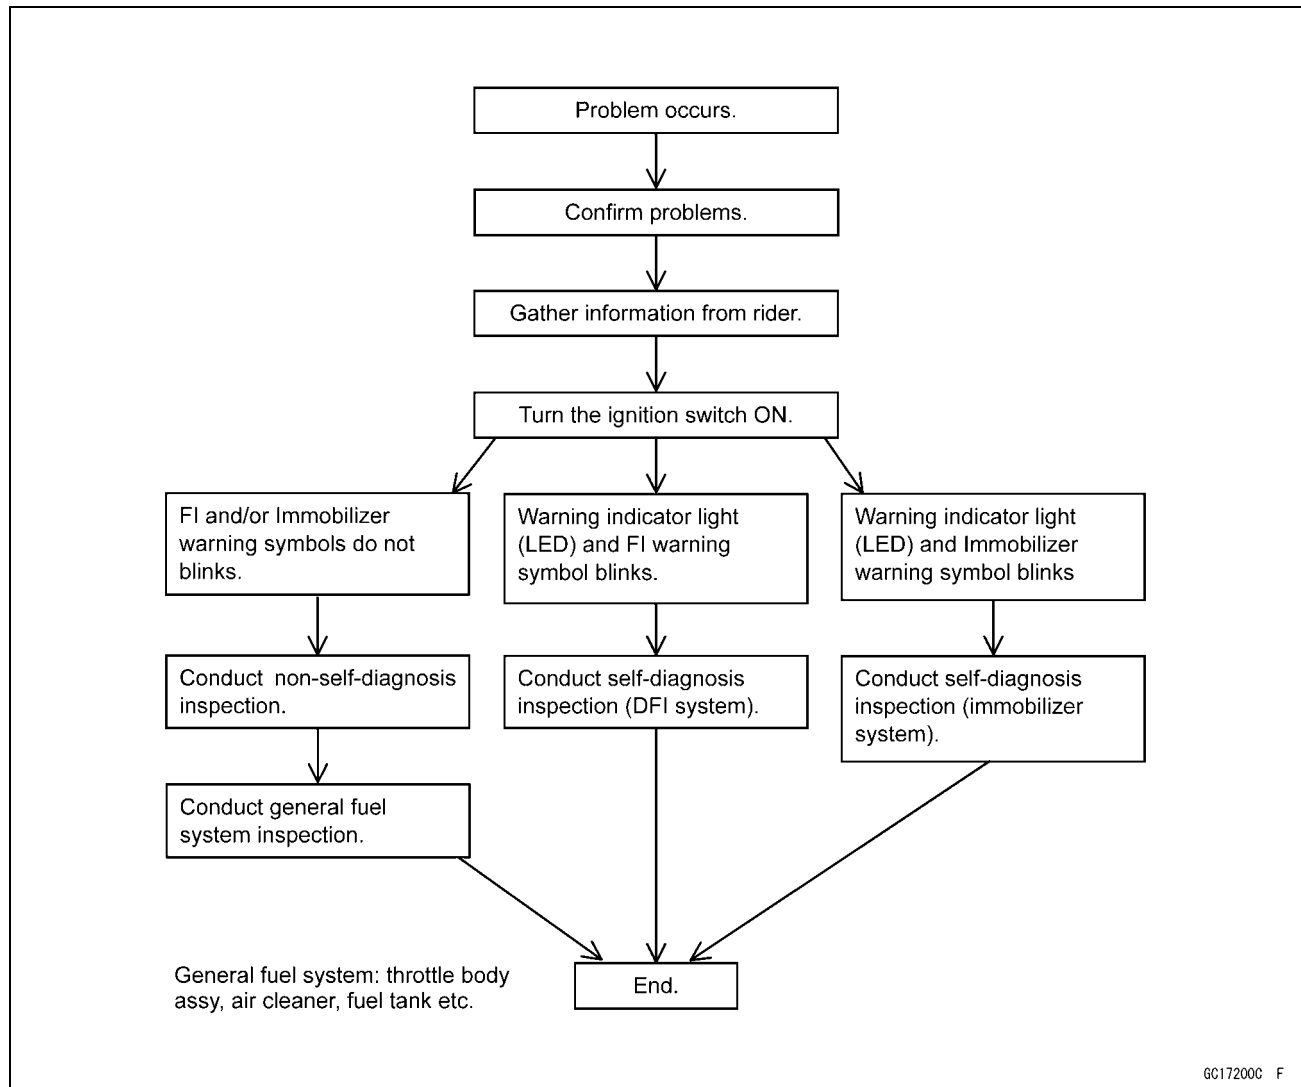 Problem occurs.
Confirm problems.
Gather information from rider.
Turn the ignition switch ON.
FI and/or Immobilizer
warning symbols do not
blinks.
Warning indicator light
(LED) and FI warning
symbol blinks.
Warning indicator light
(LED) and Immobilizer
warning symbol blinks
Conduct non-self-diagnosis
inspection.
Conduct self-diagnosis
inspection (DFI system).
Conduct self-diagnosis
inspection (immobilizer
system).
Conduct general fuel
system inspection.
General fuel system: throttle body
assy, air cleaner, fuel tank etc.
End.
GC17200C F